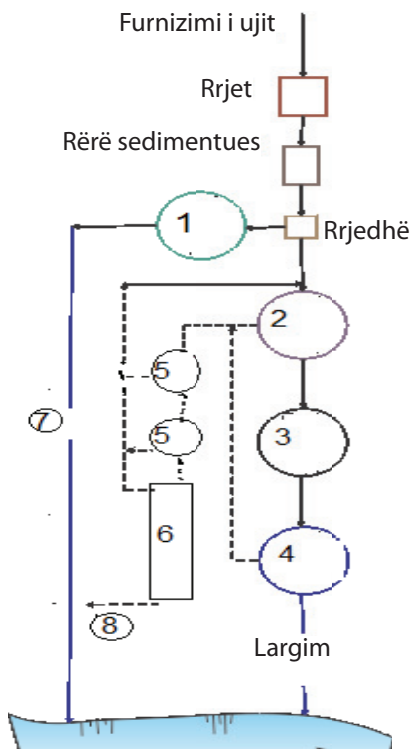 Furnizimi i ujit
Rrjet
Rërë sedimentues
1
Rrjedhë
2
5
7
5
3
6
4
8
Largim